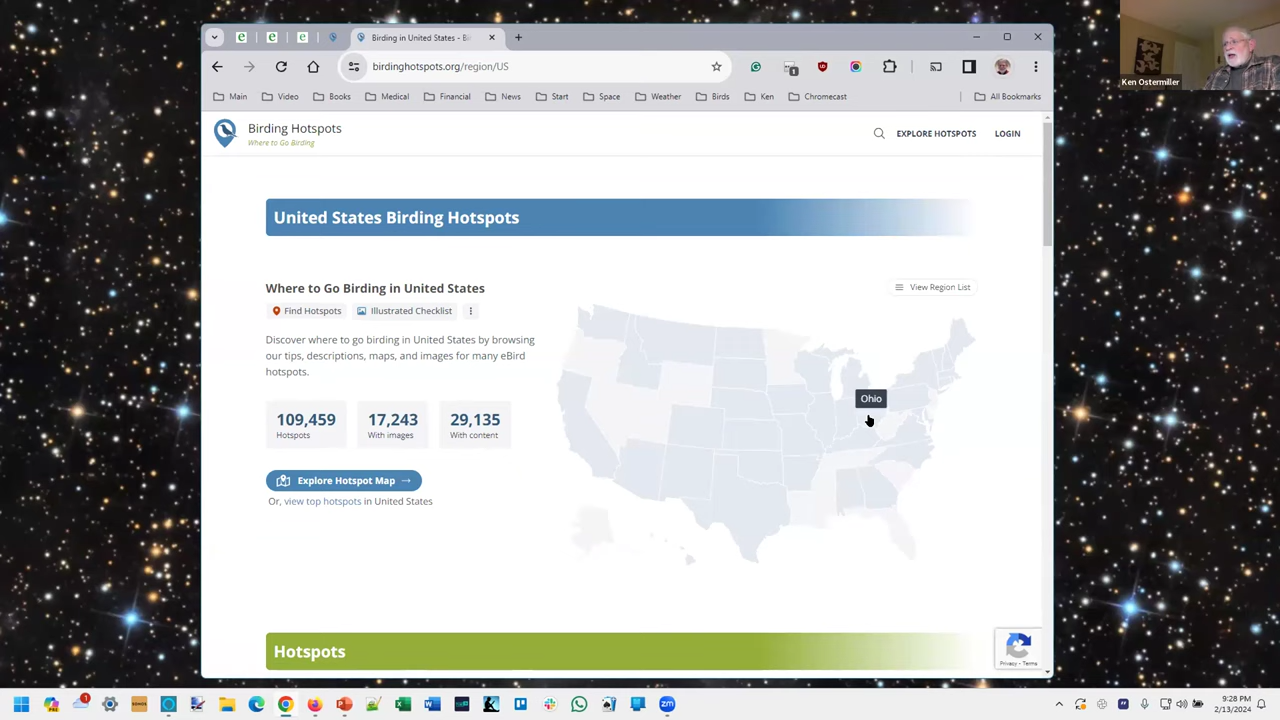 Birding in United States - Bi
birdinghotspots.org/region/US
1
Main Video Books Medical Financial News Start Space Weather Birds Ken Chromecast All Bookmarks
Birding Hotspots
Where to Go Birding
EXPLORE HOTSPOTS LOGIN
United States Birding Hotspots
Where to Go Birding in United States
View Region List
Find Hotspots Illustrated Checklist
Discover where to go birding in United States by browsing
our tips, descriptions, maps, and images for many eBird
hotspots.
109,459 17,243 29,135
Hotspots With images With content
Explore Hotspot Map →
Or, view top hotspots in United States
Ohio
Hotspots
Privacy - Terms
Ken Ostermiller
1
9:28 PM
2/13/2024